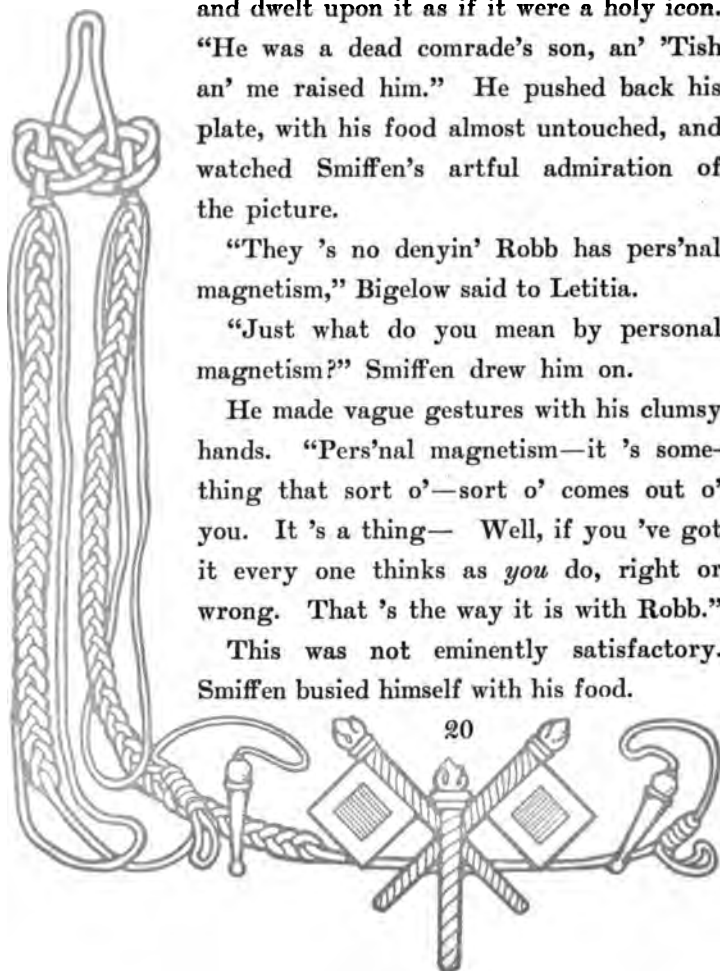 and dwelt upon it as if it were a holy icon.
“He was a dead comrade’s son, an’ ’Tish
an’ me raised him.” He pushed back his
plate, with his food almost untouched, and
watched Smiffen’s artful admiration of
the picture.
“They ’s no denyin’ Robb has pers’nal
magnetism,” Bigelow said to Letitia.
“Just what do you mean by personal
magnetism?” Smiffen drew him on.
He made vague gestures with his clumsy
hands. “Pers’nal magnetism—it ’s some-
thing that sort o’—sort o’ comes out o’
you. It ’s a thing— Well, if you ’ve got
it every one thinks as you do, right or
wrong. That ’s the way it is with Robb.”
This was not eminently satisfactory.
Smiffen busied himself with his food.
20